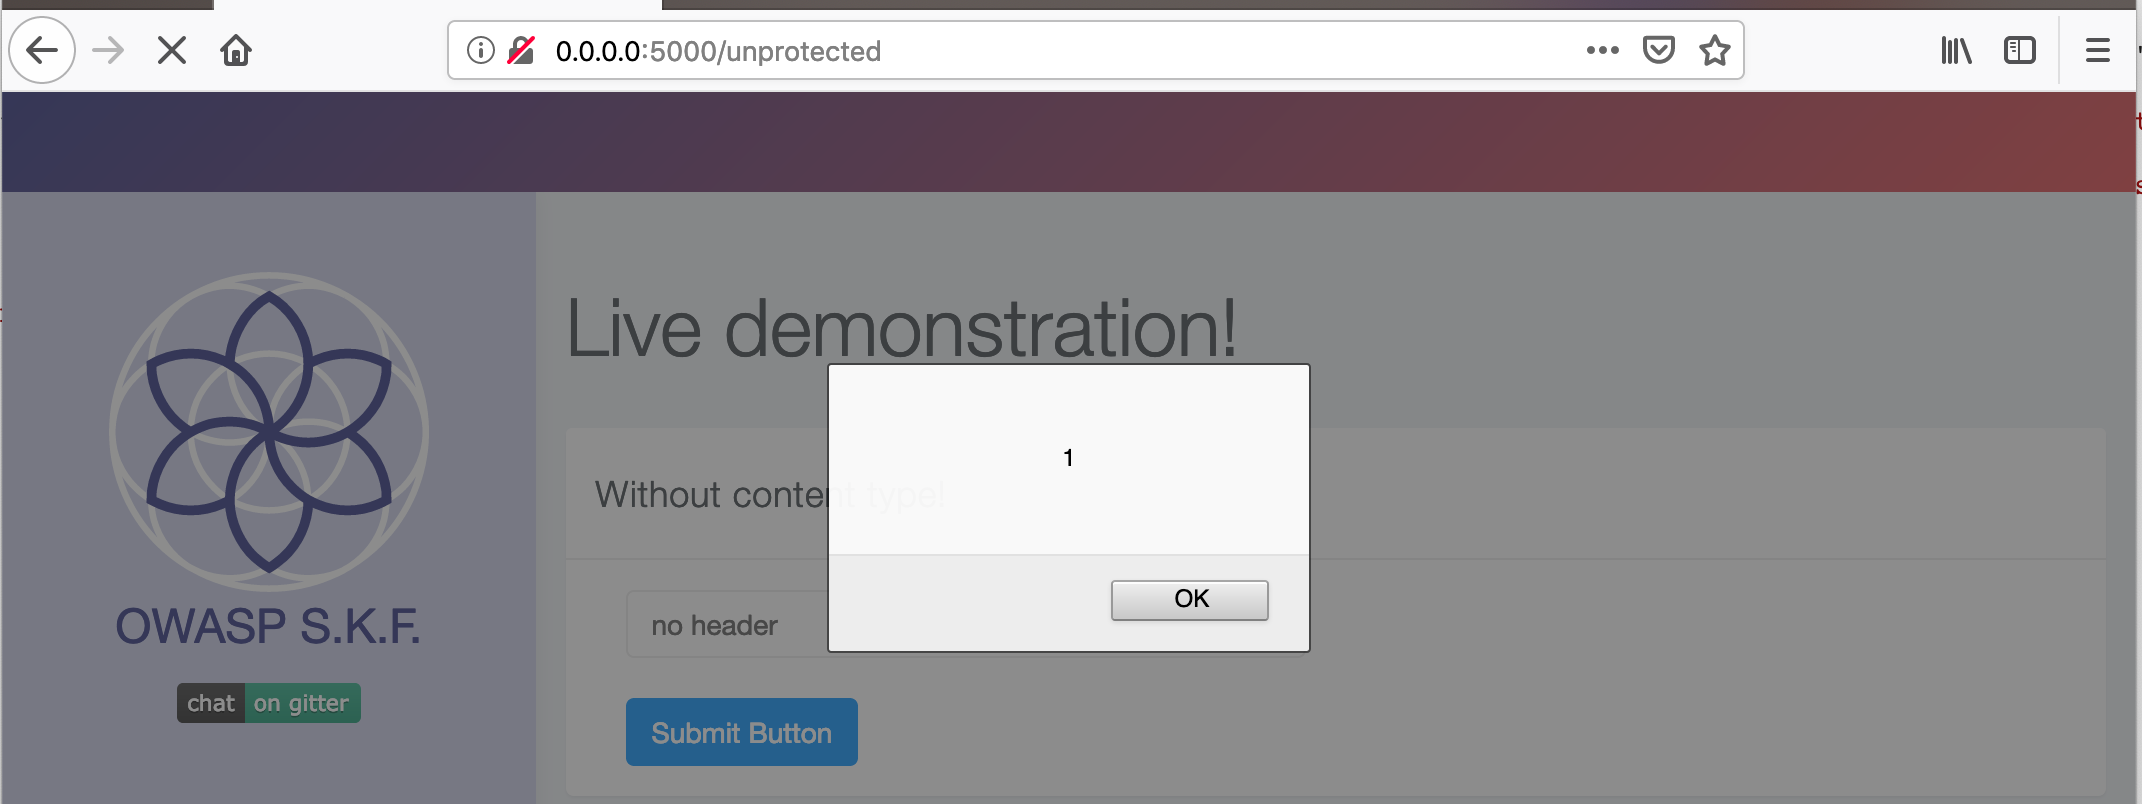 0.0.0.0:5000/unprotected
Live demonstration!
1
Without content type!
no header
OK
Submit Button
OWASP S.K.F.
chat on gitter